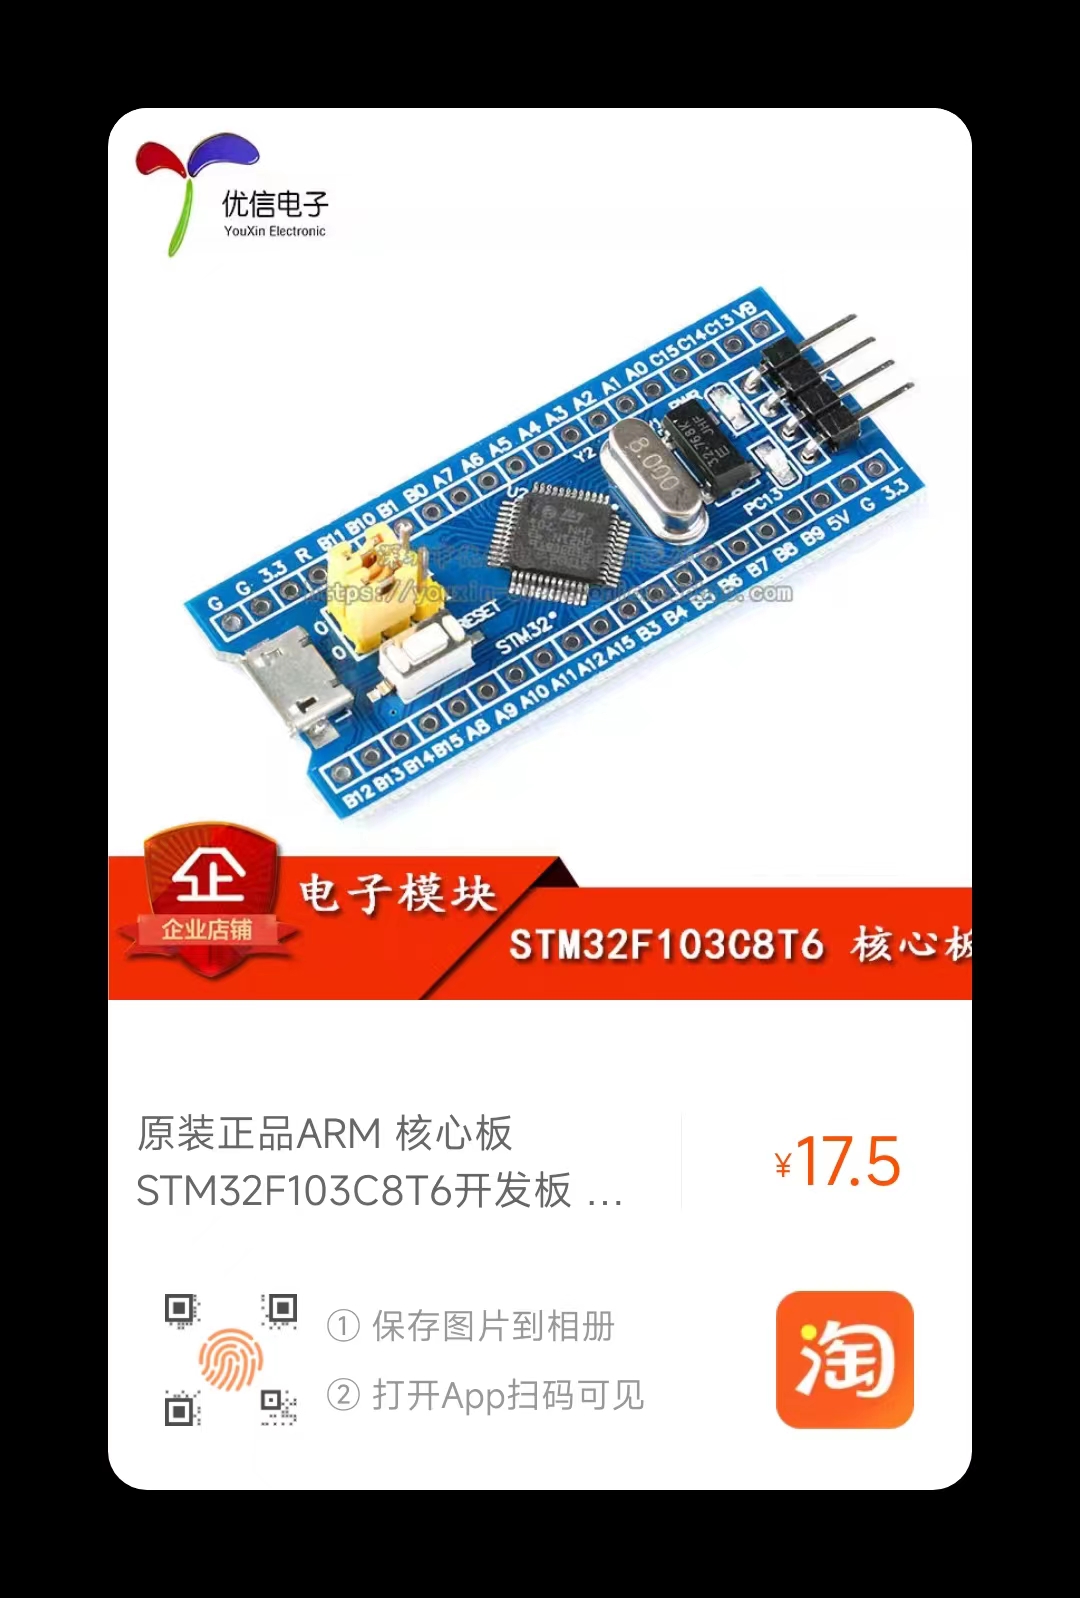 优信电子
YouXin Electronic
G G 3.3 R B11 B10 B1 B0 A7 A6 A5 A4 A3 A2 A1 A0 C15 C14 C13 VB
Y2
PWR
32.768K
JHF
8.000
PC13
RESET
STM32
B12 B13 B14 B15 A8 A9 A10 A11 A12 A15 B3 B4 B5 B6 B7 B8 B9 5V G 3.3
企
企业店铺
电子模块
STM32F103C8T6 核心板
原装正品ARM 核心板
STM32F103C8T6开发板 ...
¥17.5
① 保存图片到相册
② 打开App扫码可见
淘